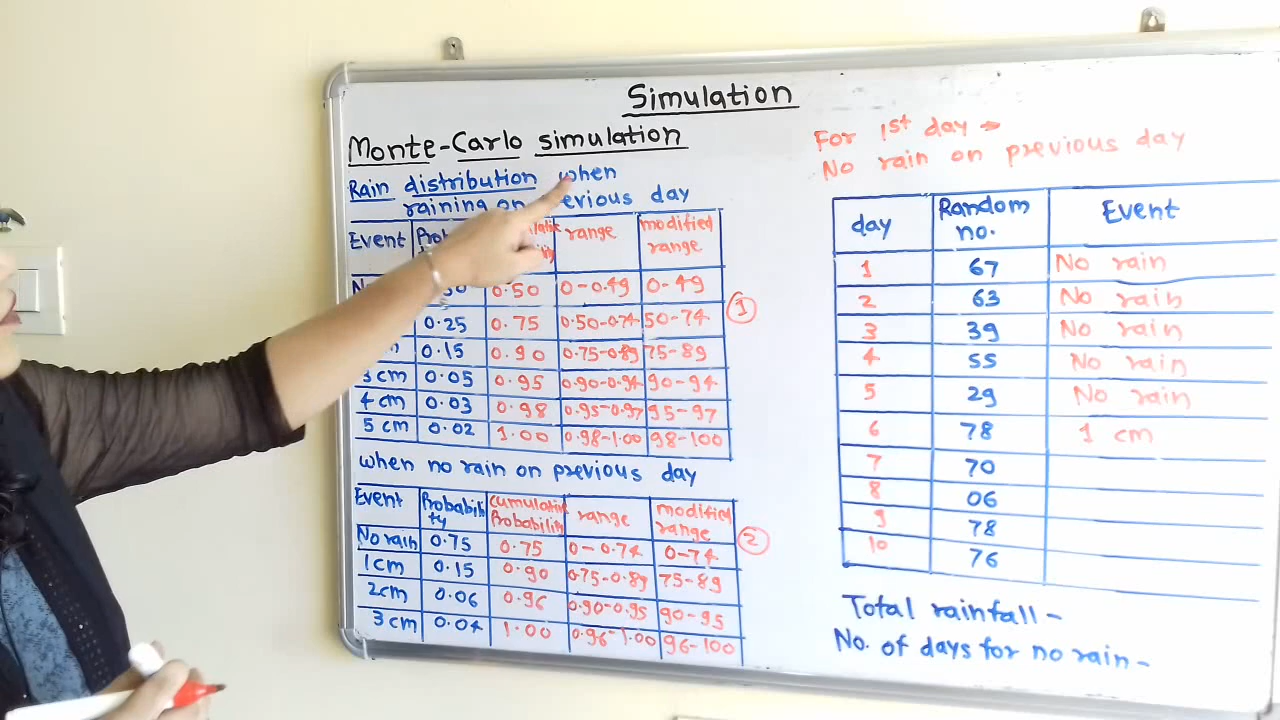 Simulation
Monte-Carlo simulation
Rain distribution when
raining on previous day
Event range modified
range
0.50 0-0.49 0-49
0.25 0.75 0.50-0.74 50-74
0.15 0.90 0.75-0.89 75-89
3 cm 0.05 0.95 0.90-0.94 90-94
4 cm 0.03 0.98 0.95-0.97 95-97
5 cm 0.02 1.00 0.98-1.00 98-100
1
when no rain on previous day
Event Probabili cumulative range modified
ty Probability range
No rain 0.75 0.75 0-0.74 0-74
1cm 0.15 0.90 0.75-0.89 75-89
2cm 0.06 0.96 0.90-0.95 90-95
3 cm 0.04 1.00 0.96-1.00 96-100
2
For 1st day →
No rain on previous day
day Random no. Event
1 67 No rain
2 63 No rain
3 39 No rain
4 55 No rain
5 29 No rain
6 78 1 cm
7 70
8 06
9 78
10 76
Total rainfall -
No. of days for no rain -